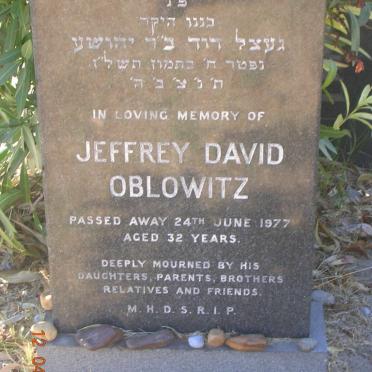 פ״נ
בננו היקר
געצל דוד ב״ר יהושע
נפטר ח׳ בתמוז תשל״ז
ת׳ נ׳ צ׳ ב׳ ה׳
IN LOVING MEMORY OF
JEFFREY DAVID
OBLOWITZ
PASSED AWAY 24TH JUNE 1977
AGED 32 YEARS.
DEEPLY MOURNED BY HIS
DAUGHTERS, PARENTS, BROTHERS
RELATIVES AND FRIENDS.
M.H.D.S.R.I.P.